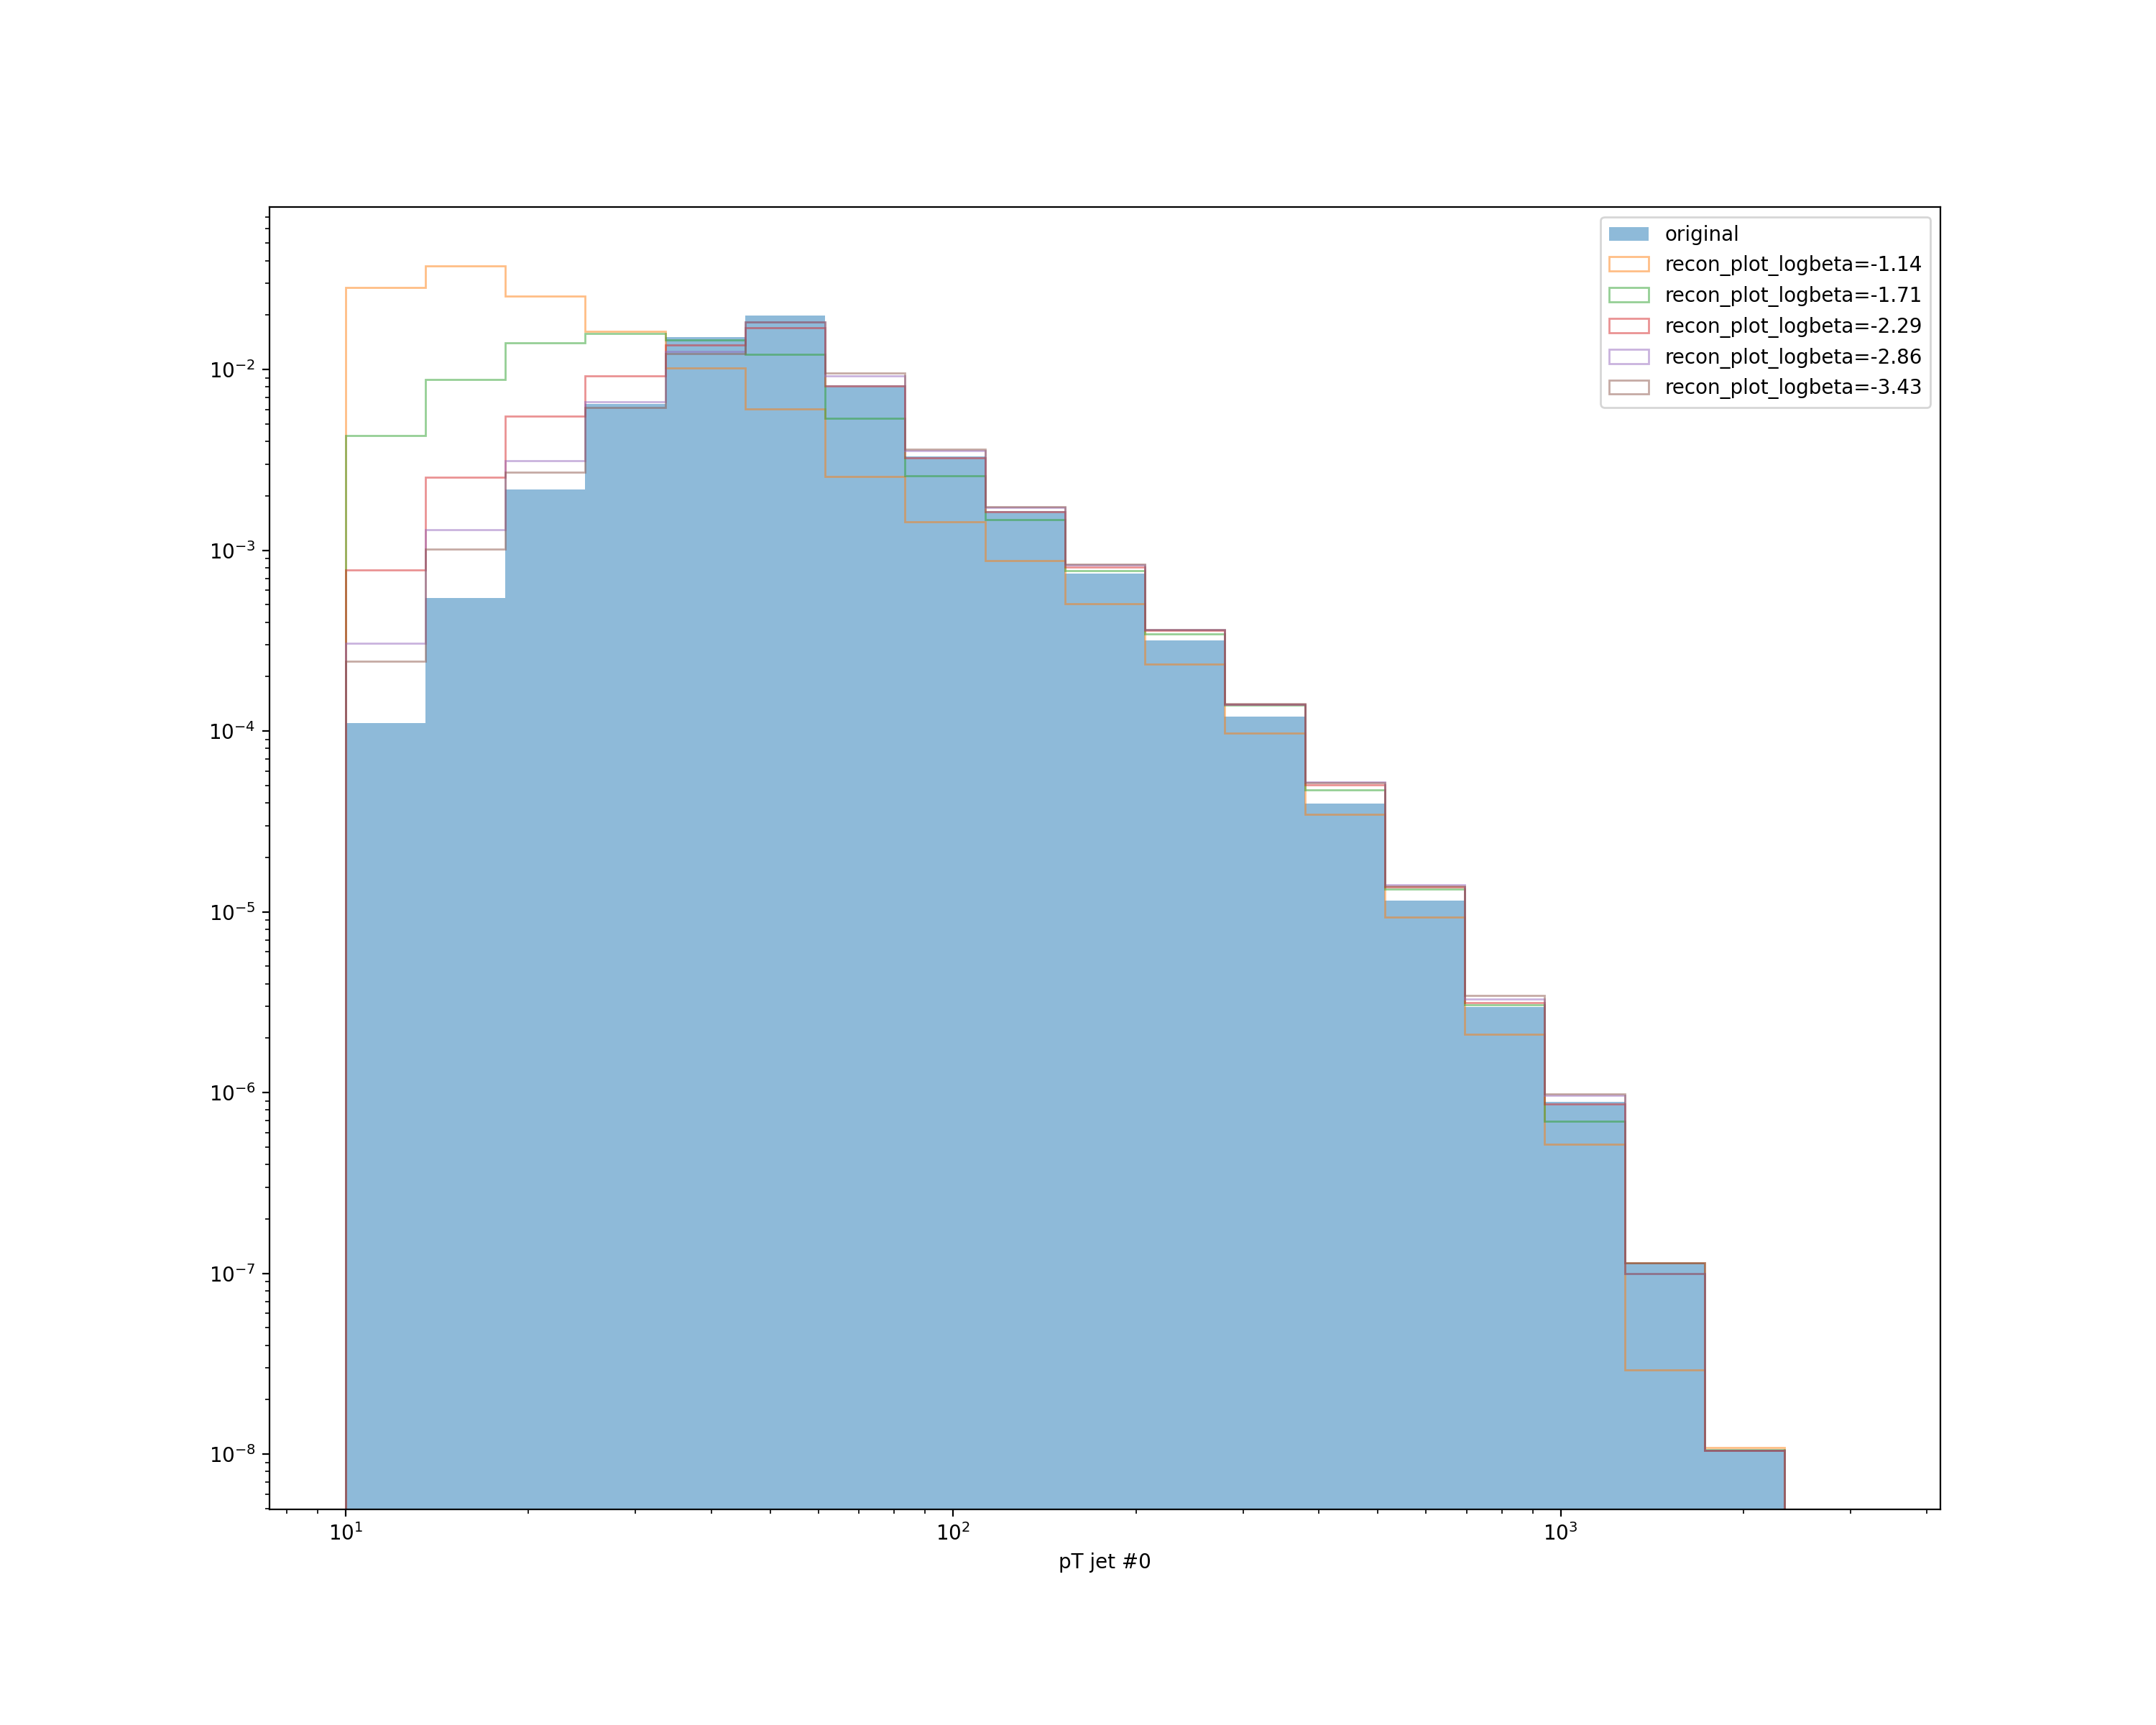 original
recon_plot_logbeta=-1.14
recon_plot_logbeta=-1.71
recon_plot_logbeta=-2.29
recon_plot_logbeta=-2.86
recon_plot_logbeta=-3.43
10⁻²
10⁻³
10⁻⁴
10⁻⁵
10⁻⁶
10⁻⁷
10⁻⁸
10¹ 10² 10³
pT jet #0